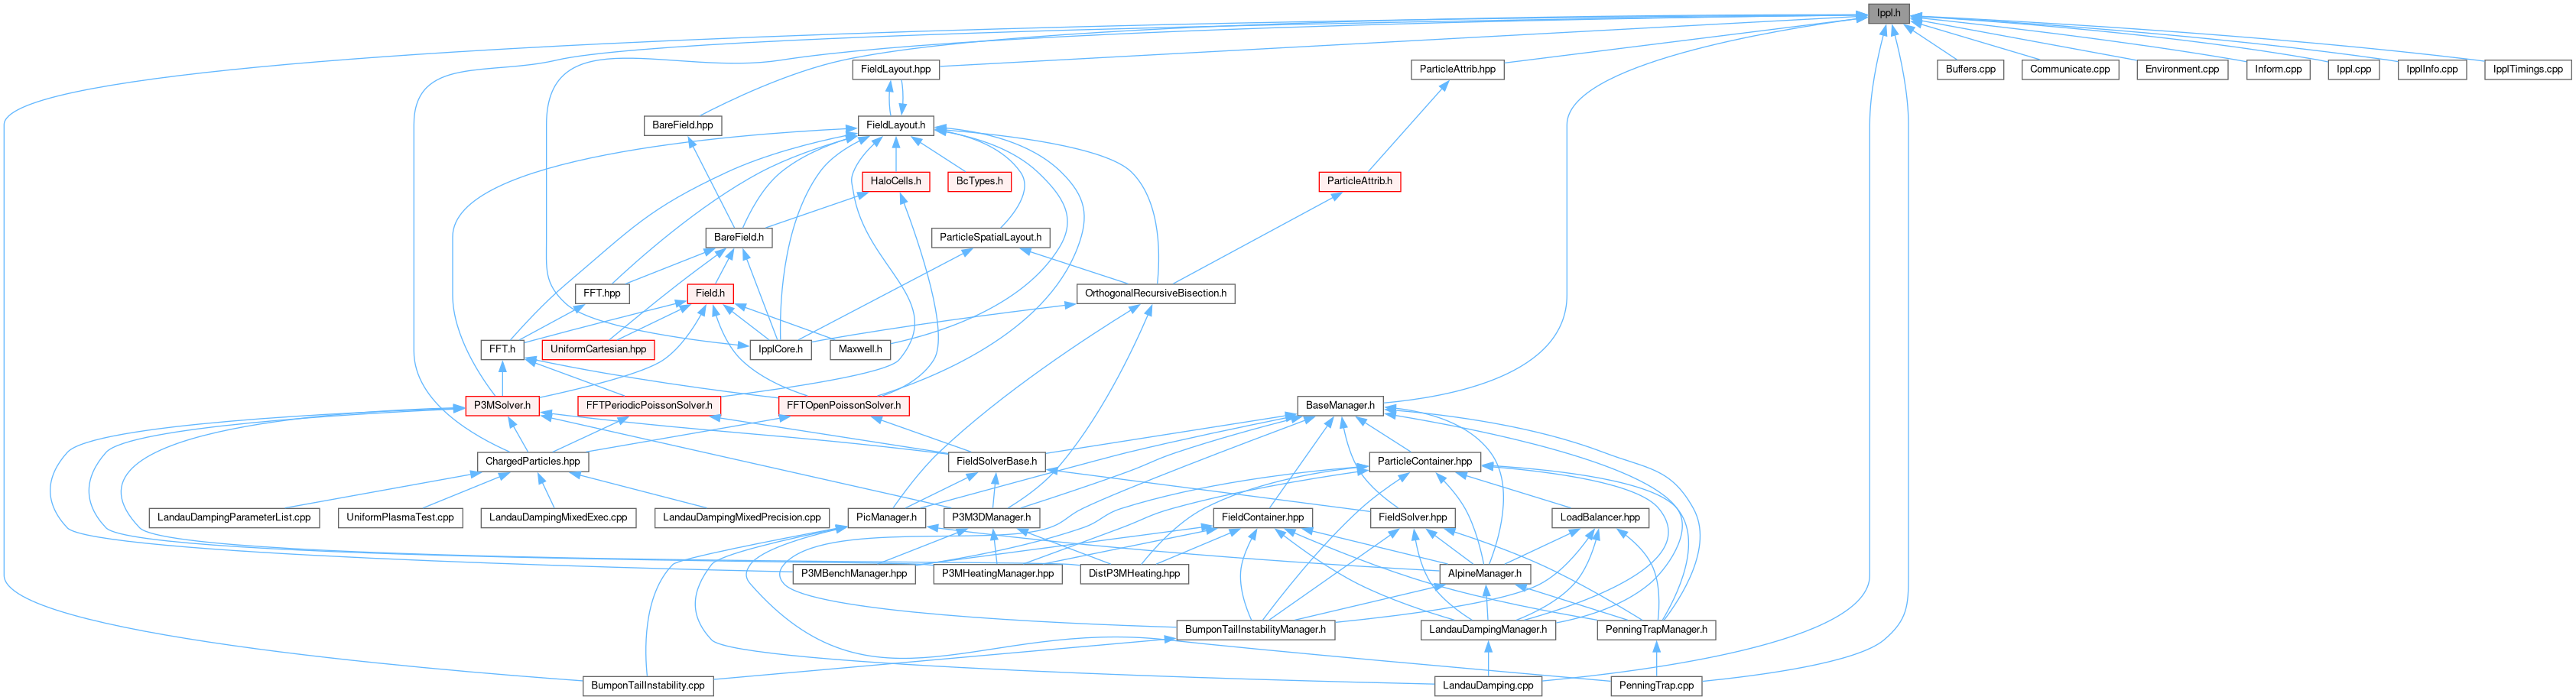 Ippl.h
FieldLayout.hpp
ParticleAttrib.hpp
Buffers.cpp
Communicate.cpp
Environment.cpp
Inform.cpp
Ippl.cpp
IpplInfo.cpp
IpplTimings.cpp
BareField.hpp
FieldLayout.h
HaloCells.h
BcTypes.h
ParticleAttrib.h
BareField.h
ParticleSpatialLayout.h
FFT.hpp
Field.h
OrthogonalRecursiveBisection.h
FFT.h
UniformCartesian.hpp
IpplCore.h
Maxwell.h
P3MSolver.h
FFTPeriodicPoissonSolver.h
FFTOpenPoissonSolver.h
BaseManager.h
ChargedParticles.hpp
FieldSolverBase.h
ParticleContainer.hpp
LandauDampingParameterList.cpp
UniformPlasmaTest.cpp
LandauDampingMixedExec.cpp
LandauDampingMixedPrecision.cpp
PicManager.h
P3M3DManager.h
FieldContainer.hpp
FieldSolver.hpp
LoadBalancer.hpp
P3MBenchManager.hpp
P3MHeatingManager.hpp
DistP3MHeating.hpp
AlpineManager.h
BumponTailInstabilityManager.h
LandauDampingManager.h
PenningTrapManager.h
BumponTailInstability.cpp
LandauDamping.cpp
PenningTrap.cpp